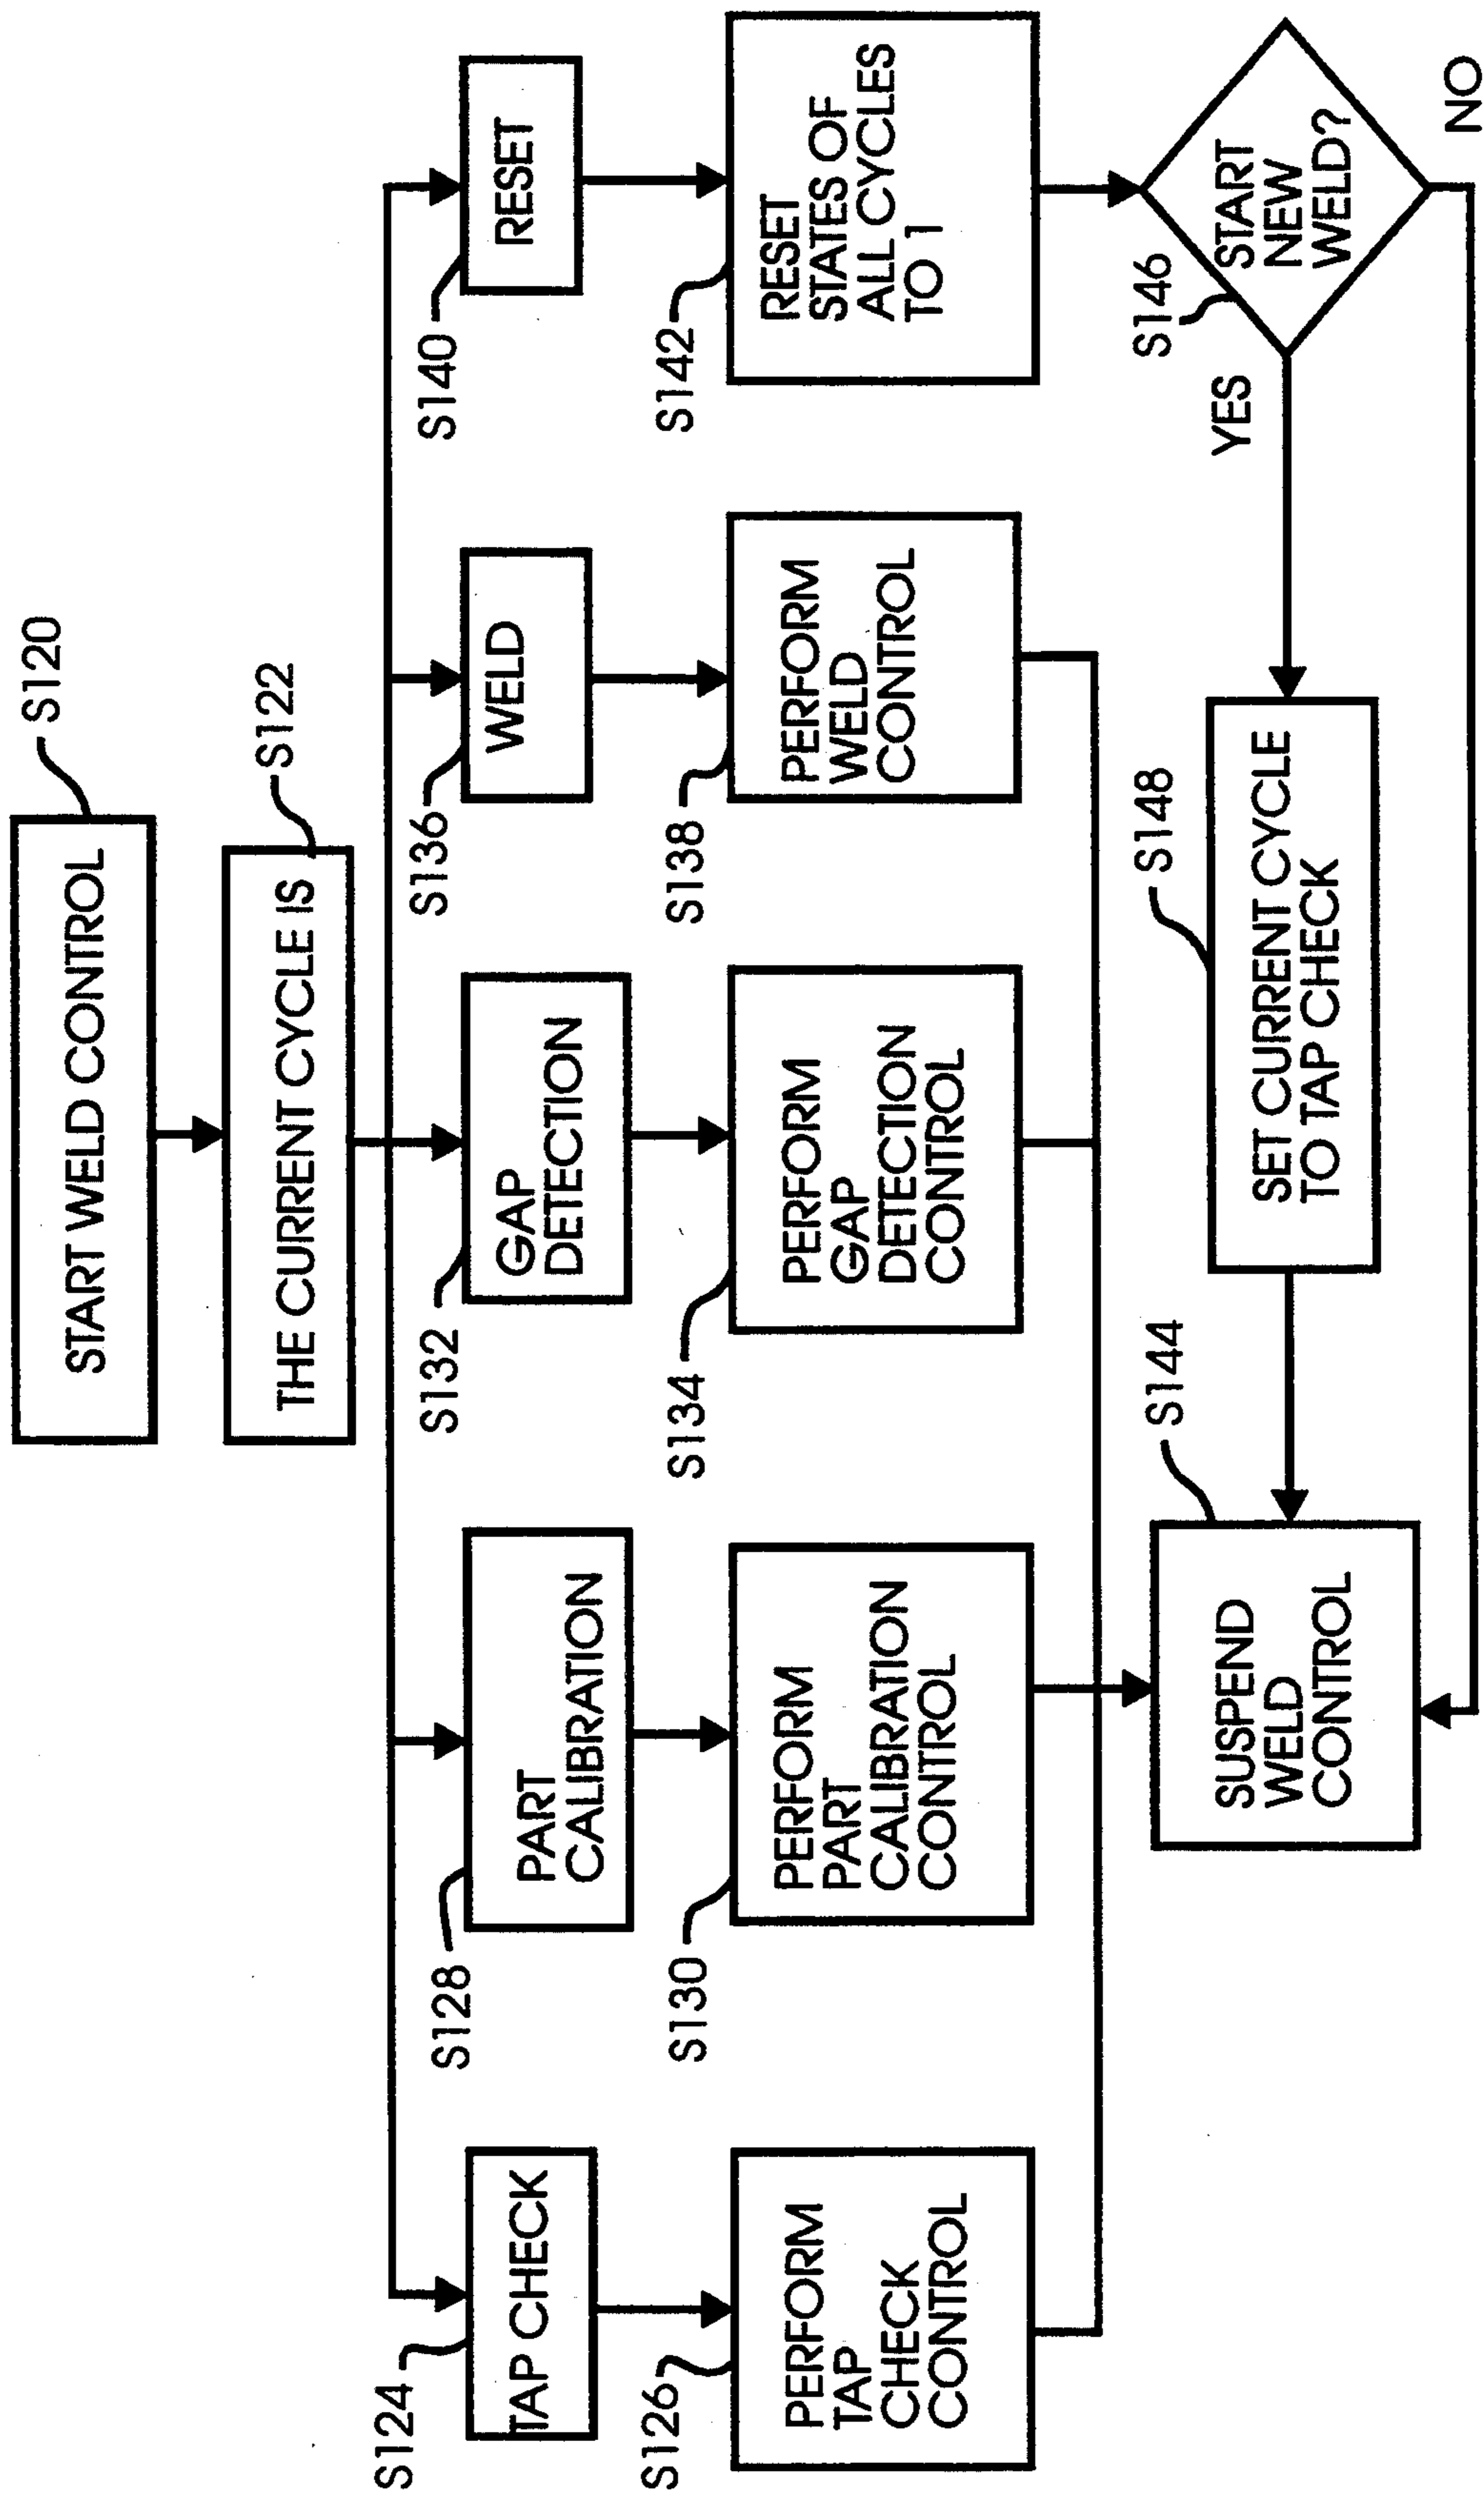 START WELD CONTROL
S120
THE CURRENT CYCLE IS
S122
S124
TAP CHECK
S128
PART
CALIBRATION
S132
GAP
DETECTION
S136
WELD
S140
RESET
S126
PERFORM
TAP
CHECK
CONTROL
S130
PERFORM
PART
CALIBRATION
CONTROL
S134
PERFORM
GAP
DETECTION
CONTROL
S138
PERFORM
WELD
CONTROL
S142
RESET
STATES OF
ALL CYCLES
TO 1
S144
SUSPEND
WELD
CONTROL
S148
SET CURRENT CYCLE
TO TAP CHECK
YES
S146
START
NEW
WELD?
NO